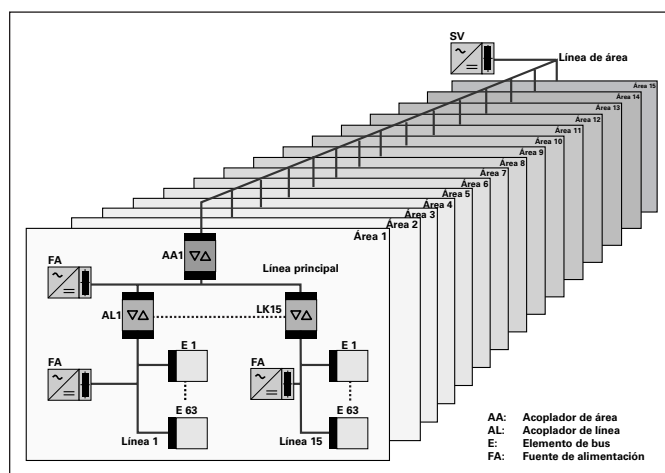 SV
Línea de área
Área 15
Área 14
Área 13
Área 12
Área 11
Área 10
Área 9
Área 8
Área 7
Área 6
Área 5
Área 4
Área 3
Área 2
Área 1
AA1
FA
Línea principal
AL1
LK15
E 1
E 1
FA
FA
E 63
E 63
Línea 1
Línea 15
AA: Acoplador de área
AL: Acoplador de línea
E: Elemento de bus
FA: Fuente de alimentación